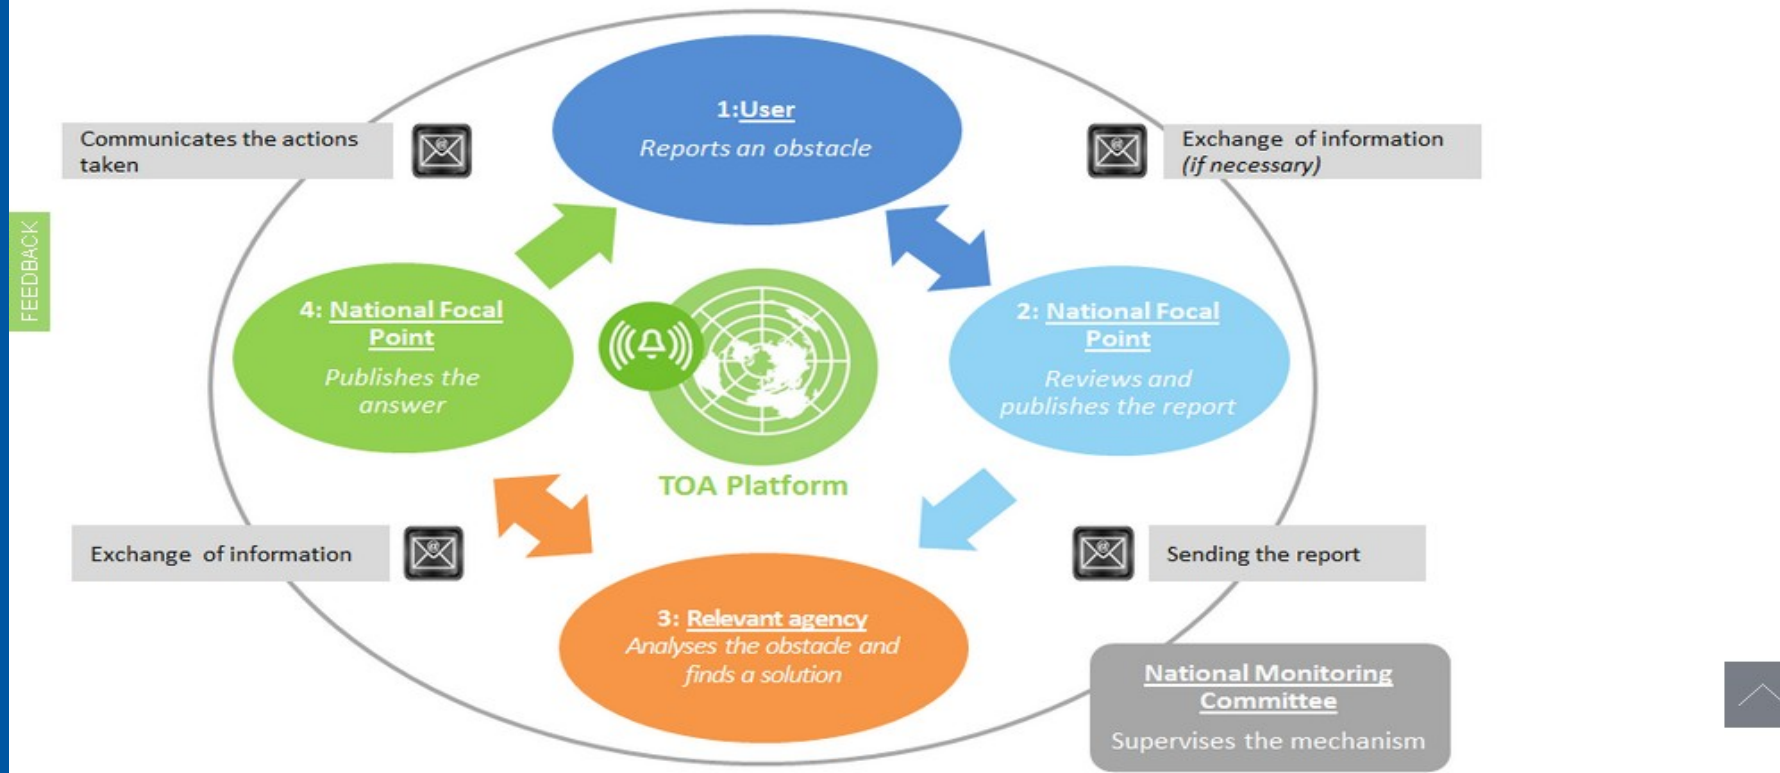 1:User
Reports an obstacle
Communicates the actions
taken
Exchange of information
(if necessary)
FEEDBACK
4: National Focal
Point
Publishes the
answer
2: National Focal
Point
Reviews and
publishes the report
TOA Platform
Exchange of information
Sending the report
3: Relevant agency
Analyses the obstacle and
finds a solution
National Monitoring
Committee
Supervises the mechanism